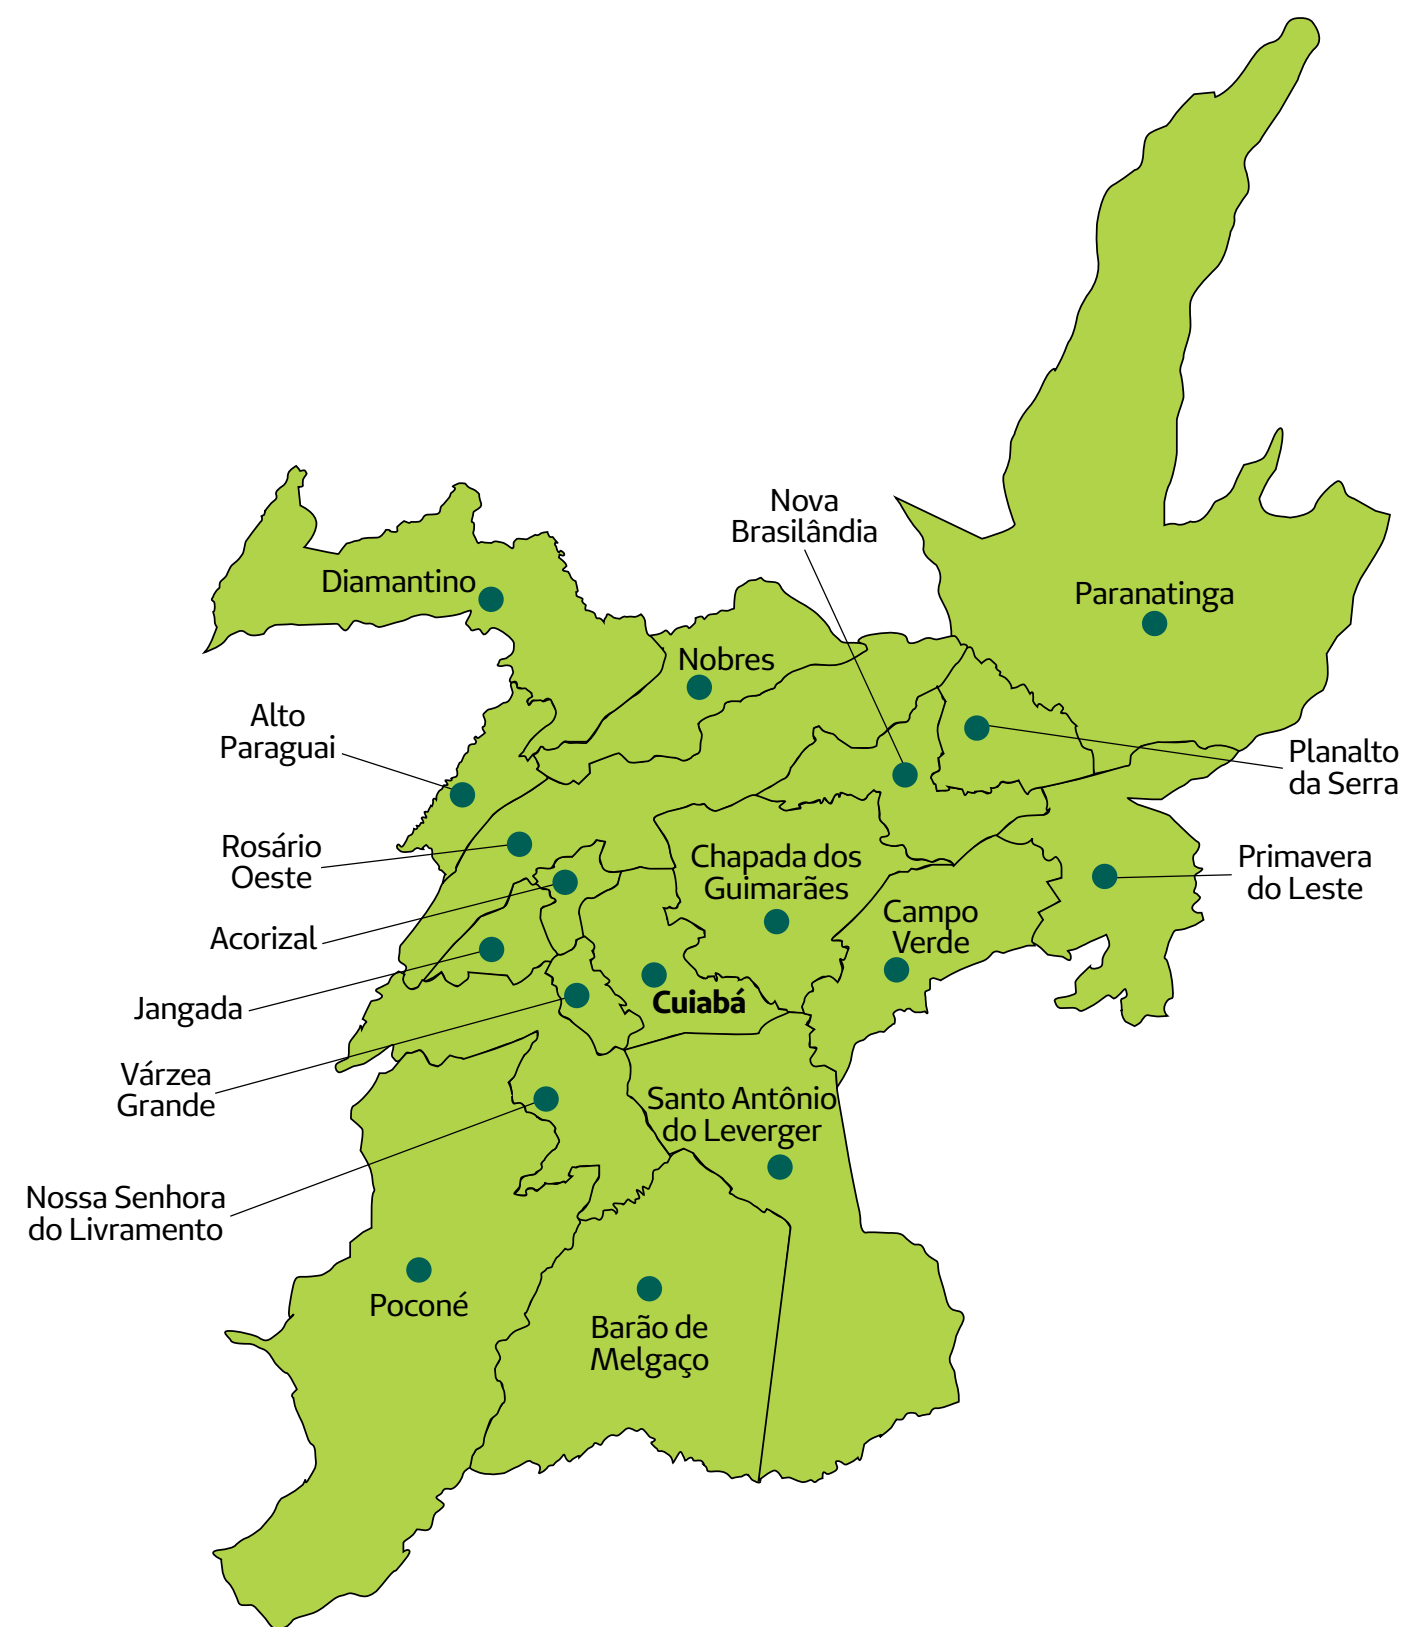 Nova
Brasilândia
Diamantino
Paranatinga
Nobres
Alto
Paraguai
Planalto
da Serra
Rosário
Oeste
Chapada dos
Guimarães
Primavera
do Leste
Campo
Verde
Acorizal
Jangada
Cuiabá
Várzea
Grande
Santo Antônio
do Leverger
Nossa Senhora
do Livramento
Poconé
Barão de
Melgaço